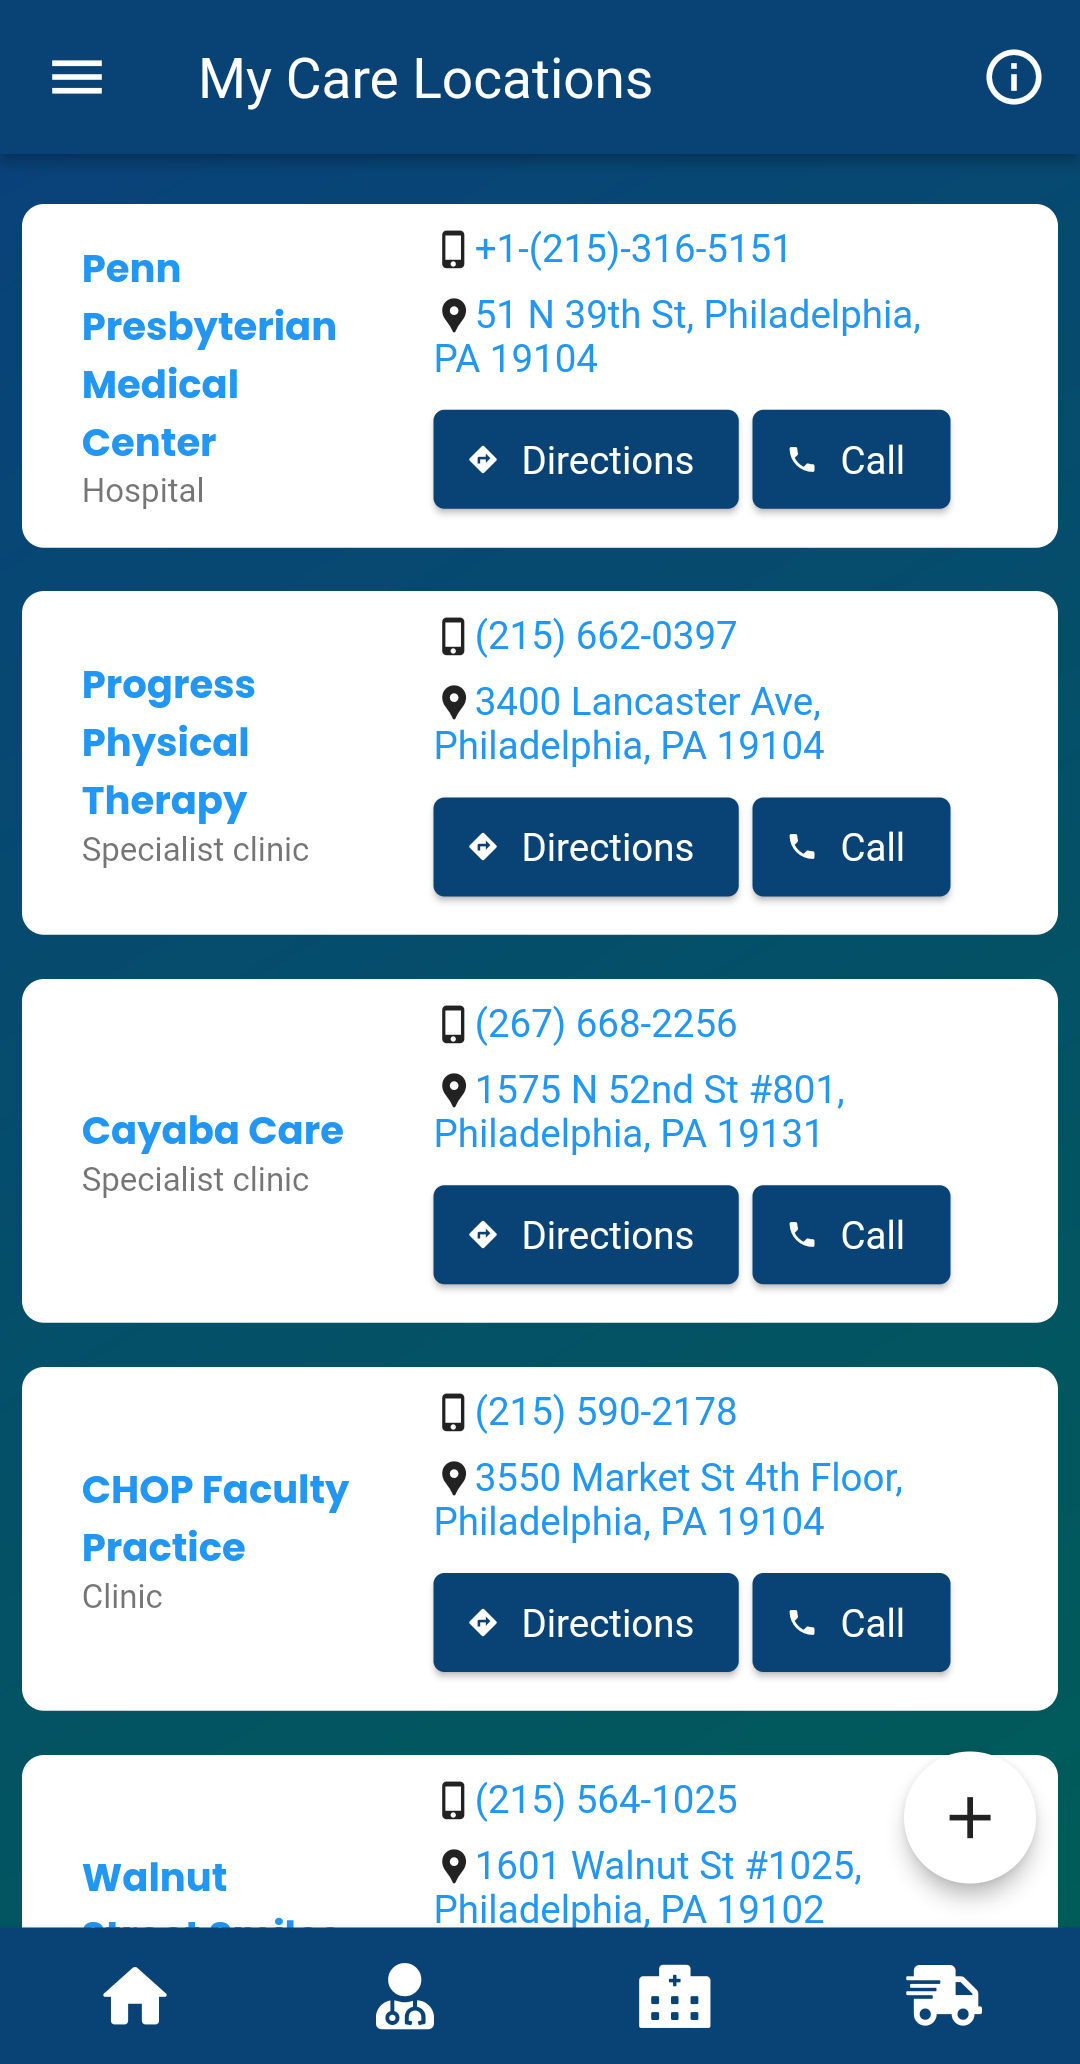 My Care Locations
Penn
Presbyterian
Medical
Center
Hospital
+1-(215)-316-5151
51 N 39th St, Philadelphia,
PA 19104
Directions
Call
Progress
Physical
Therapy
Specialist clinic
(215) 662-0397
3400 Lancaster Ave,
Philadelphia, PA 19104
Directions
Call
Cayaba Care
Specialist clinic
(267) 668-2256
1575 N 52nd St #801,
Philadelphia, PA 19131
Directions
Call
CHOP Faculty
Practice
Clinic
(215) 590-2178
3550 Market St 4th Floor,
Philadelphia, PA 19104
Directions
Call
Walnut
Street Smiles
(215) 564-1025
1601 Walnut St #1025,
Philadelphia, PA 19102